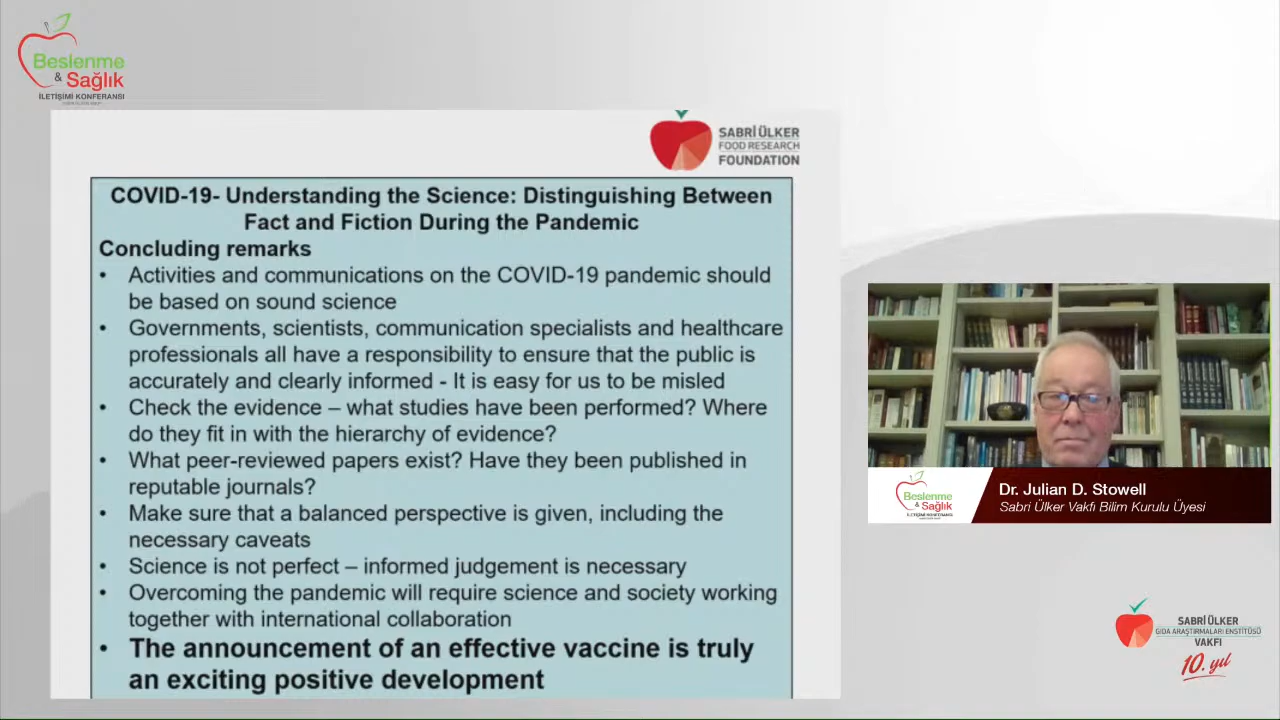 Beslenme
& Sağlık
İLETİŞİMİ KONFERANSI
SABRİ ÜLKER
FOOD RESEARCH
FOUNDATION
COVID-19- Understanding the Science: Distinguishing Between
Fact and Fiction During the Pandemic
Concluding remarks
• Activities and communications on the COVID-19 pandemic should
be based on sound science
• Governments, scientists, communication specialists and healthcare
professionals all have a responsibility to ensure that the public is
accurately and clearly informed - It is easy for us to be misled
• Check the evidence – what studies have been performed? Where
do they fit in with the hierarchy of evidence?
• What peer-reviewed papers exist? Have they been published in
reputable journals?
• Make sure that a balanced perspective is given, including the
necessary caveats
• Science is not perfect – informed judgement is necessary
• Overcoming the pandemic will require science and society working
together with international collaboration
• The announcement of an effective vaccine is truly
an exciting positive development
Beslenme
& Sağlık
İLETİŞİMİ KONFERANSI
Dr. Julian D. Stowell
Sabri Ülker Vakfı Bilim Kurulu Üyesi
SABRİ ÜLKER
GIDA ARAŞTIRMALARI ENSTİTÜSÜ
VAKFI
10. yıl